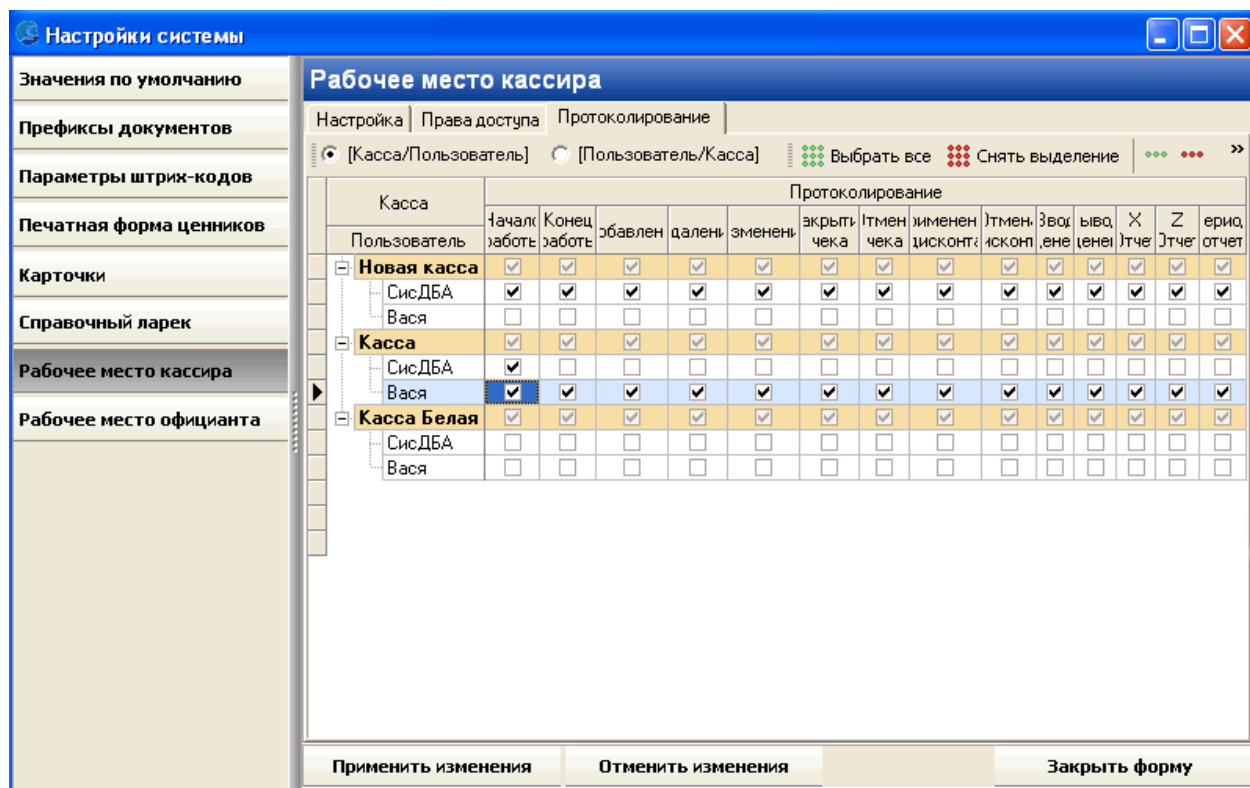 Настройки системы
Значения по умолчанию
Префиксы документов
Параметры штрих-кодов
Печатная форма ценников
Карточки
Справочный ларек
Рабочее место кассира
Рабочее место официанта
Рабочее место кассира
Настройка Права доступа Протоколирование
[Касса/Пользователь] [Пользователь/Касса] Выбрать все Снять выделение »
Касса
Пользователь
Протоколирование
Конец
чека чека
X Z
отчет
Новая касса
СисДБА
Вася
Касса
СисДБА
Вася
Касса Белая
СисДБА
Вася
Применить изменения Отменить изменения Закрыть форму